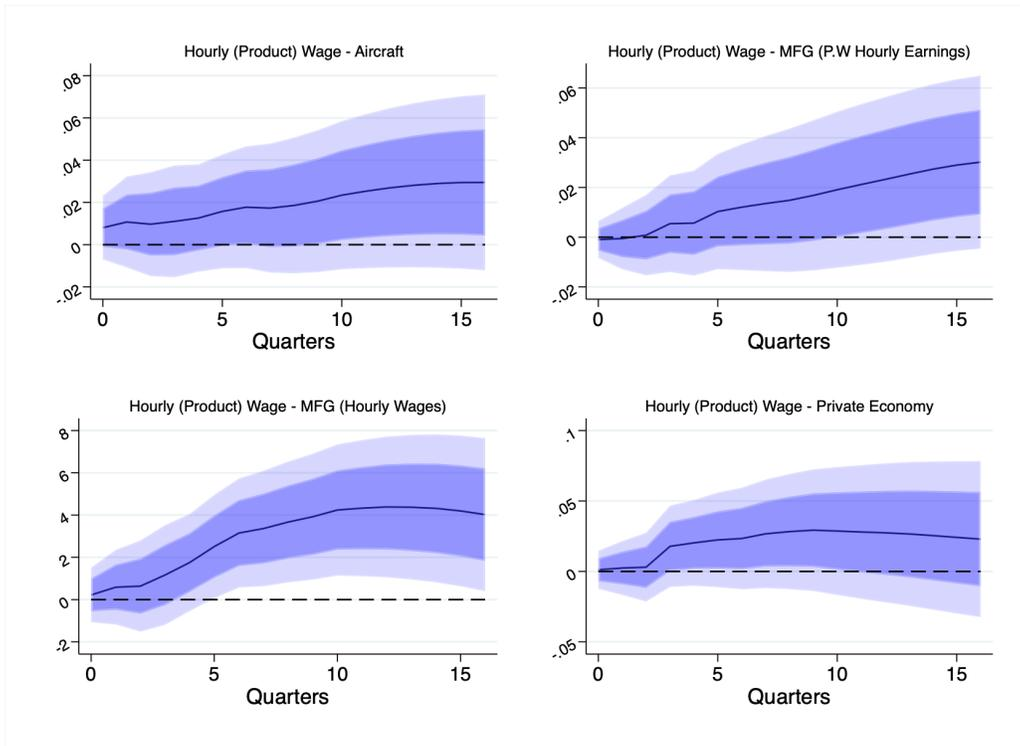 Hourly (Product) Wage - Aircraft
.08
.06
.04
.02
0
-.02
0 5 10 15
Quarters
Hourly (Product) Wage - MFG (P.W Hourly Earnings)
.06
.04
.02
0
-.02
0 5 10 15
Quarters
Hourly (Product) Wage - MFG (Hourly Wages)
8
6
4
2
0
-2
0 5 10 15
Quarters
Hourly (Product) Wage - Private Economy
.1
.05
0
-.05
0 5 10 15
Quarters